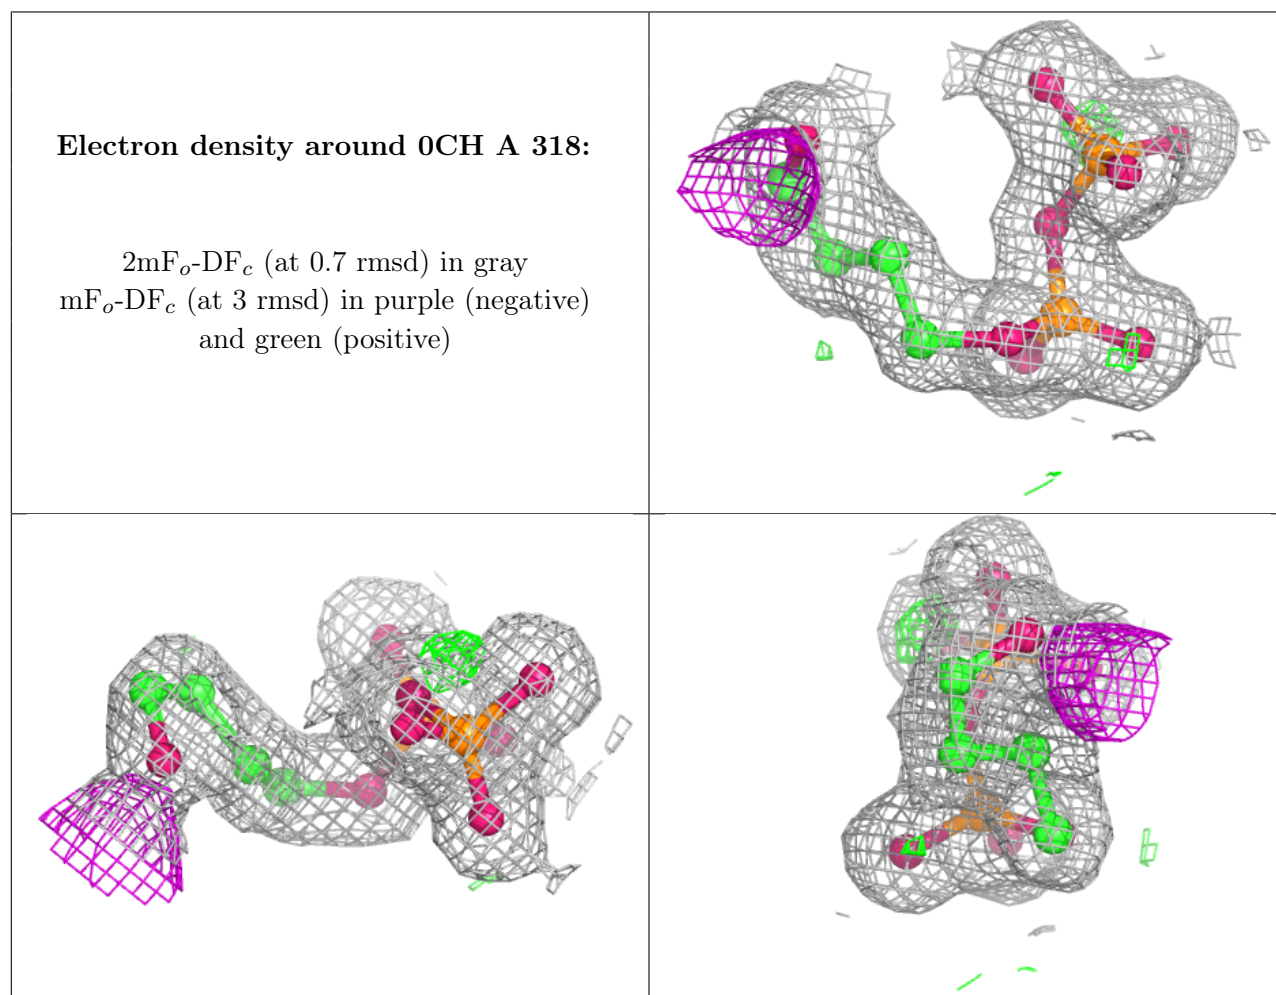 Electron density around 0CH A 318:
2mFo-DFc (at 0.7 rmsd) in gray
mFo-DFc (at 3 rmsd) in purple (negative)
and green (positive)